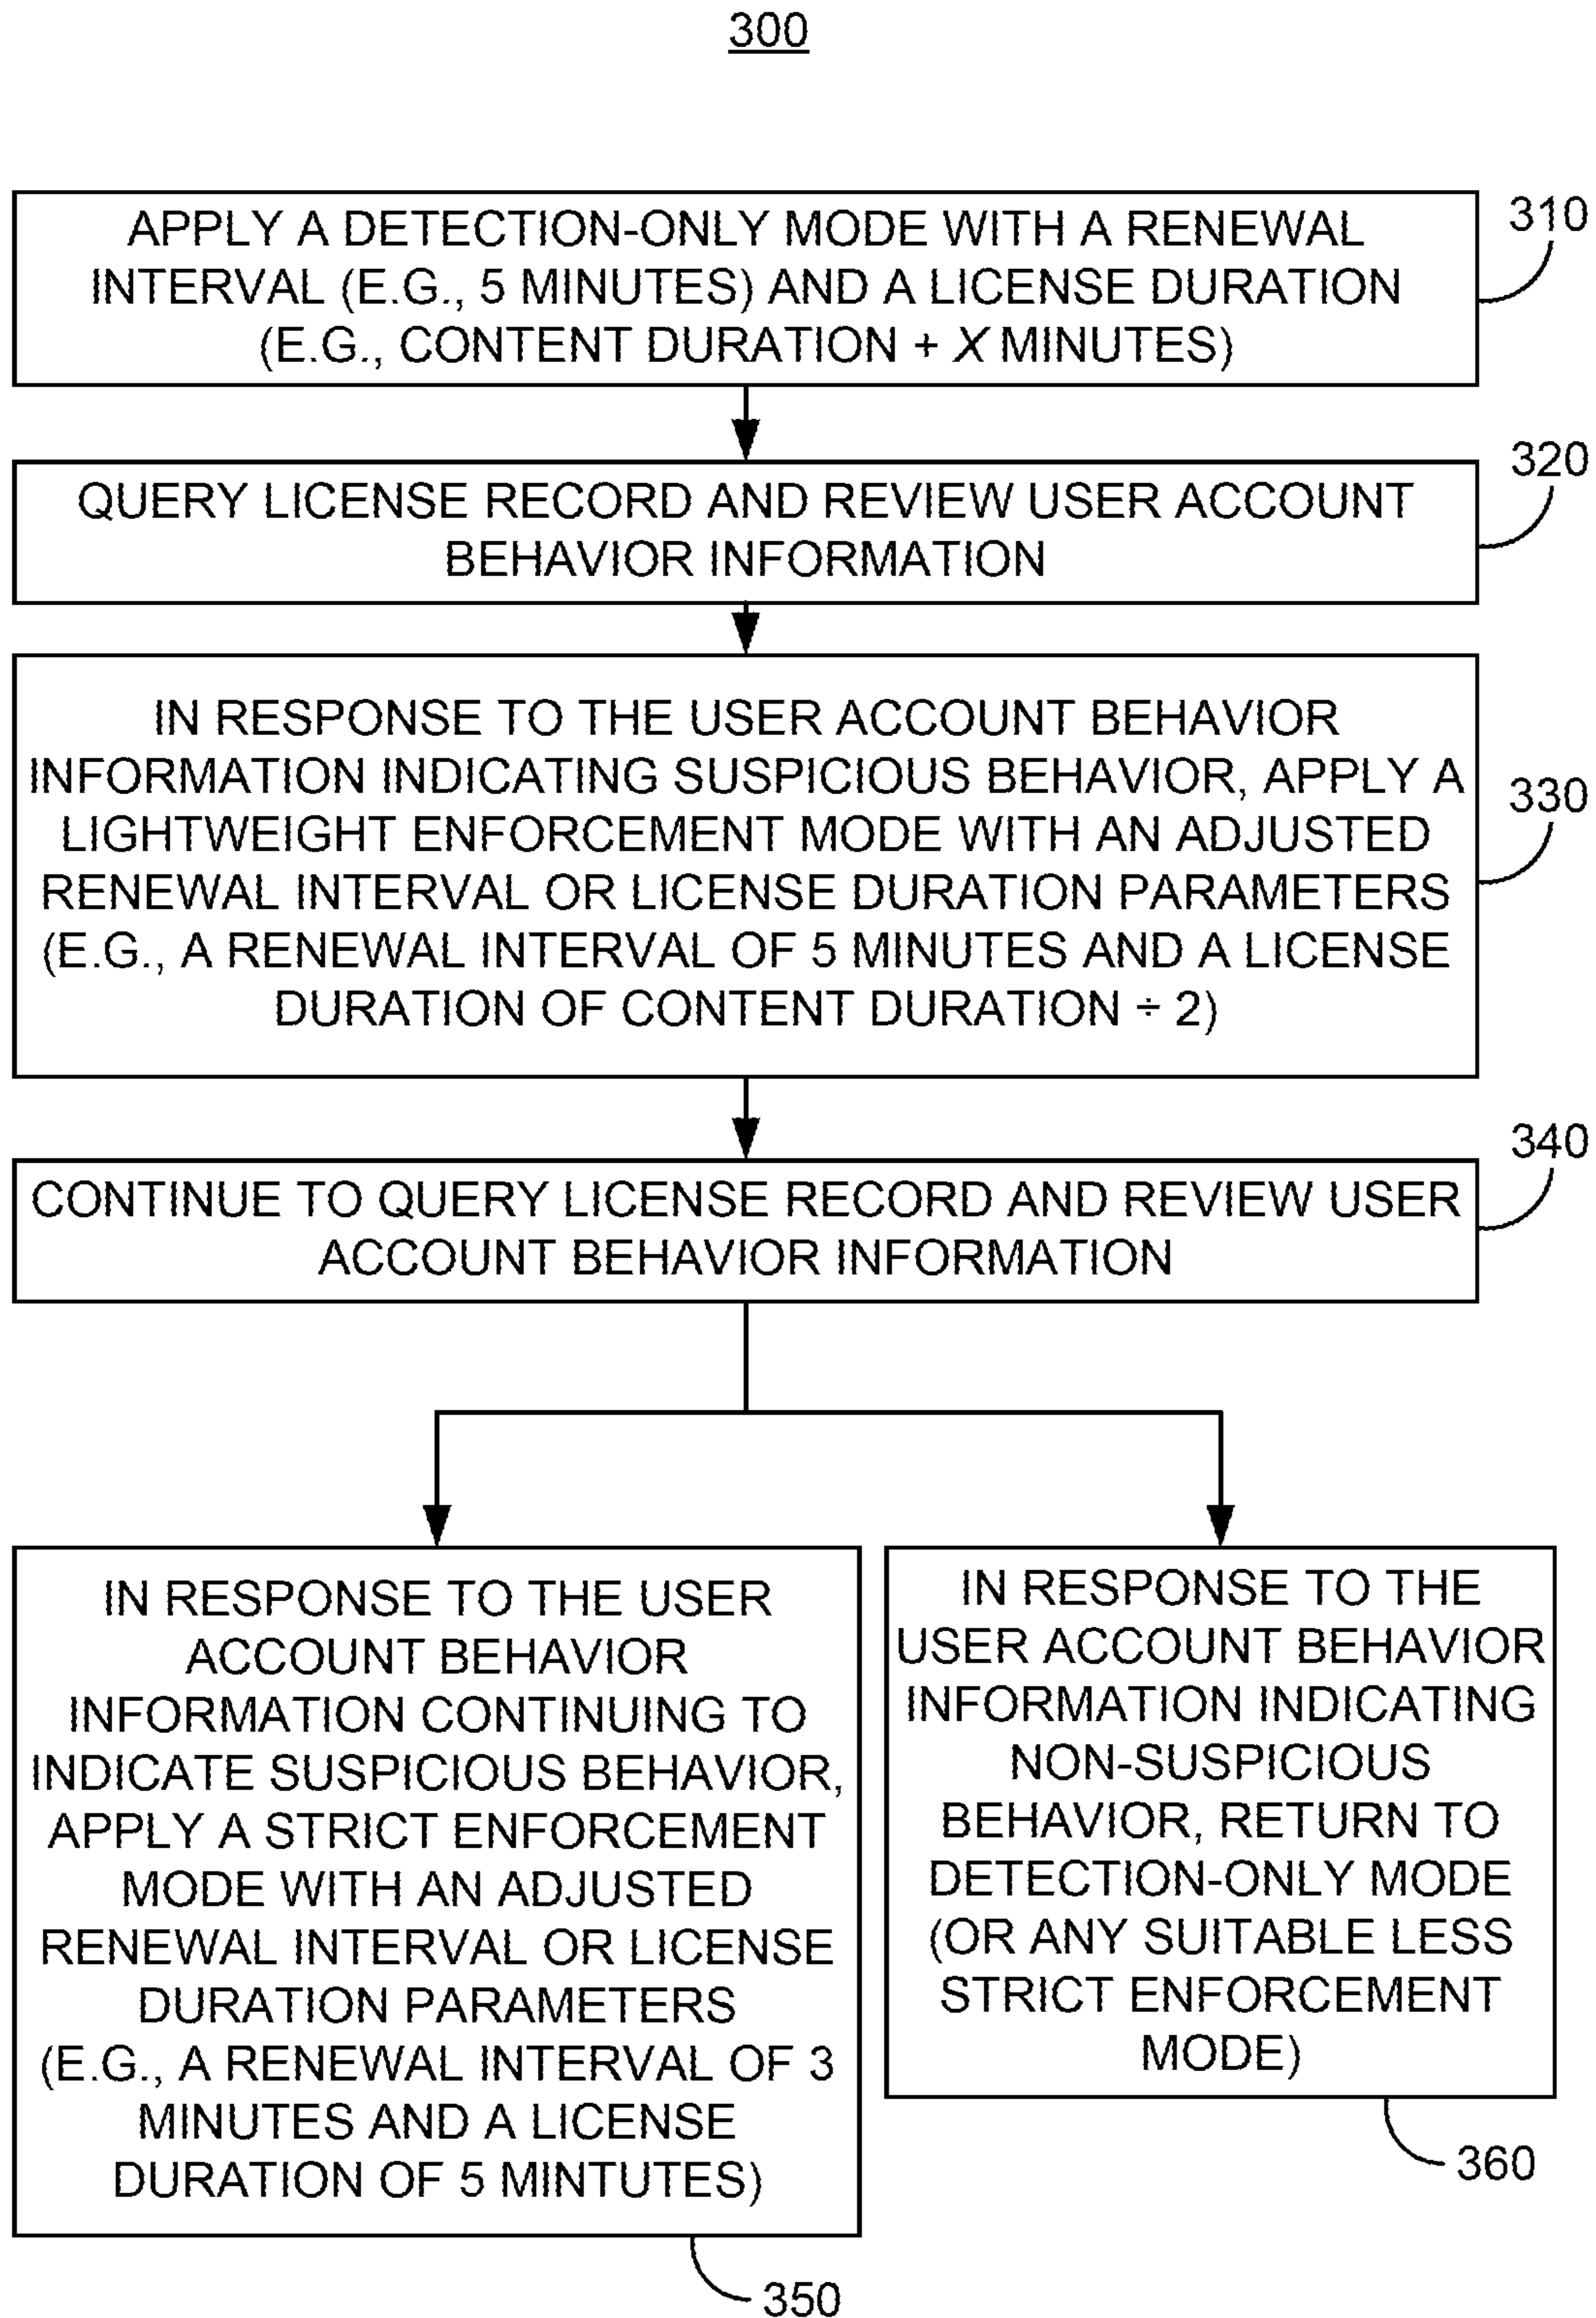 300
APPLY A DETECTION-ONLY MODE WITH A RENEWAL
INTERVAL (E.G., 5 MINUTES) AND A LICENSE DURATION
(E.G., CONTENT DURATION + X MINUTES)
310
QUERY LICENSE RECORD AND REVIEW USER ACCOUNT
BEHAVIOR INFORMATION
320
IN RESPONSE TO THE USER ACCOUNT BEHAVIOR
INFORMATION INDICATING SUSPICIOUS BEHAVIOR, APPLY A
LIGHTWEIGHT ENFORCEMENT MODE WITH AN ADJUSTED
RENEWAL INTERVAL OR LICENSE DURATION PARAMETERS
(E.G., A RENEWAL INTERVAL OF 5 MINUTES AND A LICENSE
DURATION OF CONTENT DURATION ÷ 2)
330
CONTINUE TO QUERY LICENSE RECORD AND REVIEW USER
ACCOUNT BEHAVIOR INFORMATION
340
IN RESPONSE TO THE USER
ACCOUNT BEHAVIOR
INFORMATION CONTINUING TO
INDICATE SUSPICIOUS BEHAVIOR,
APPLY A STRICT ENFORCEMENT
MODE WITH AN ADJUSTED
RENEWAL INTERVAL OR LICENSE
DURATION PARAMETERS
(E.G., A RENEWAL INTERVAL OF 3
MINUTES AND A LICENSE
DURATION OF 5 MINTUTES)
350
IN RESPONSE TO THE
USER ACCOUNT BEHAVIOR
INFORMATION INDICATING
NON-SUSPICIOUS
BEHAVIOR, RETURN TO
DETECTION-ONLY MODE
(OR ANY SUITABLE LESS
STRICT ENFORCEMENT
MODE)
360